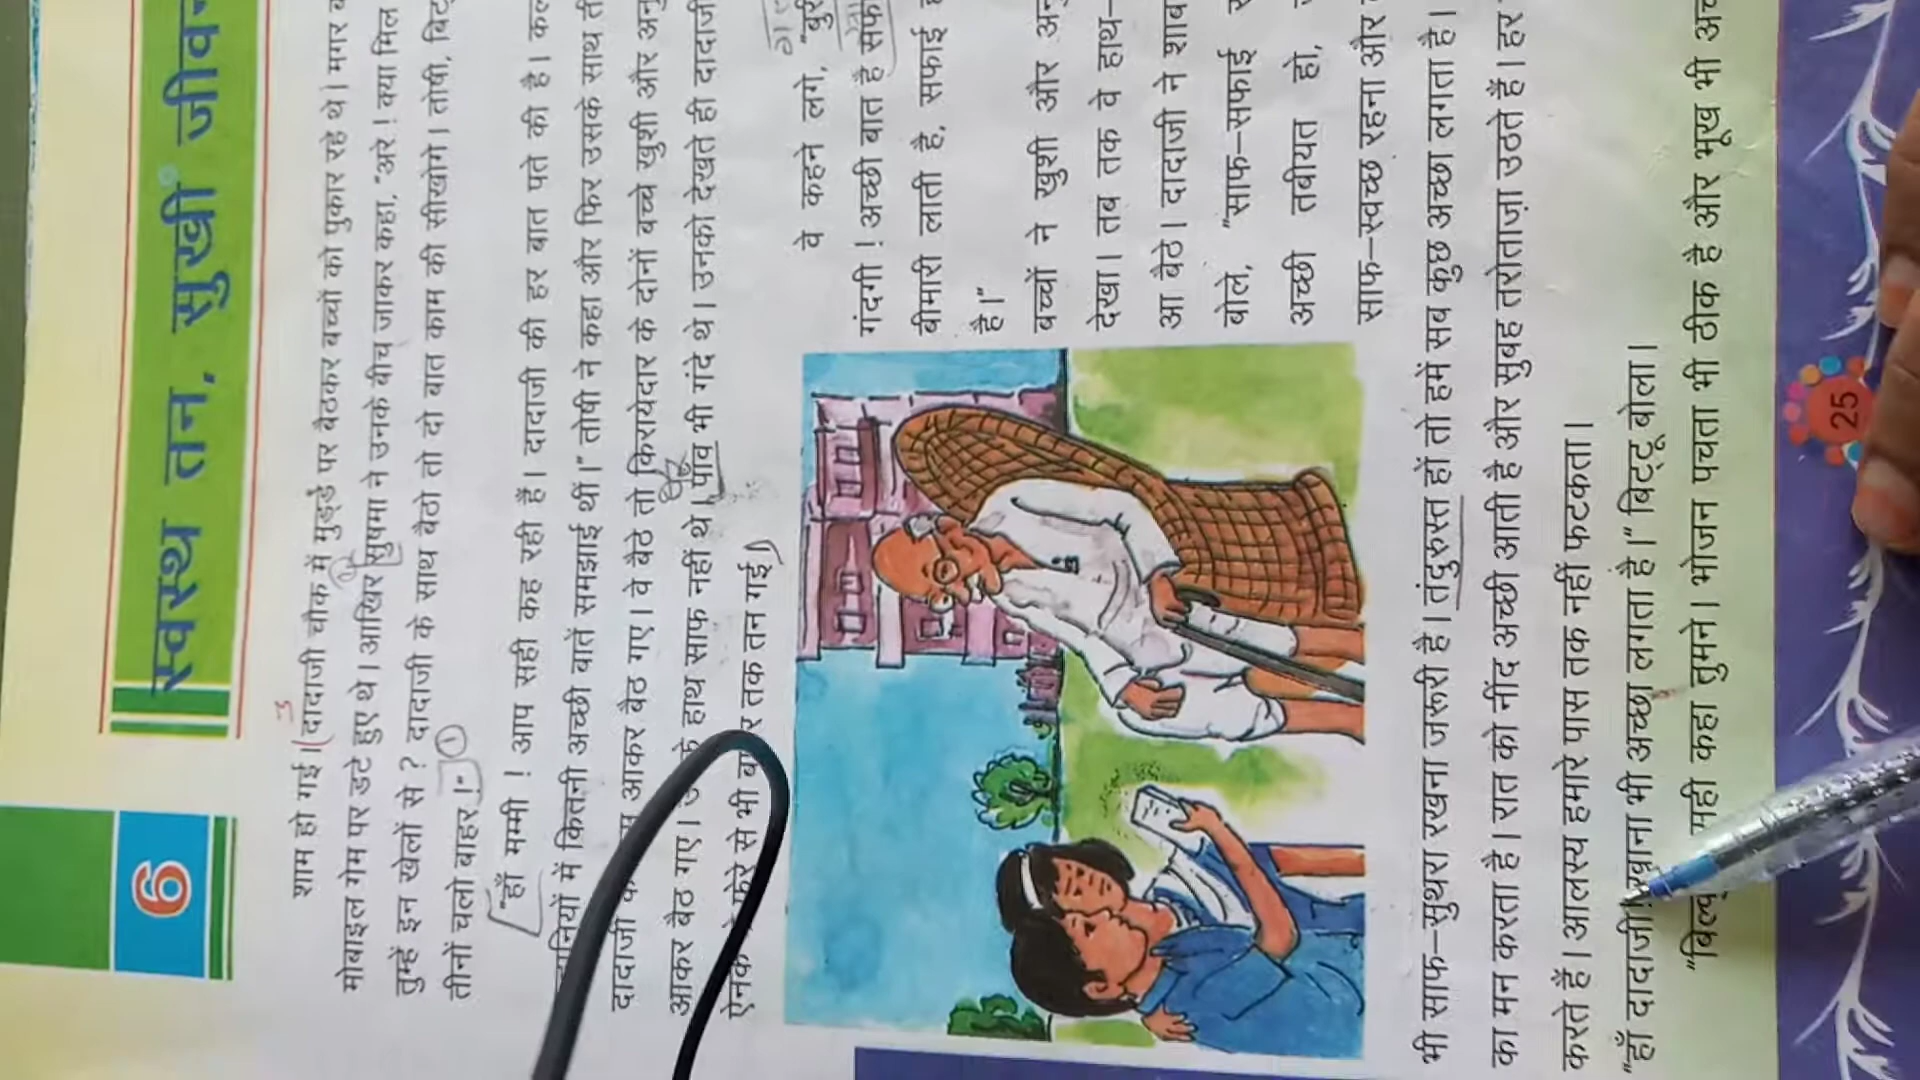 6
स्वस्थ तन, सुखी जीवन
शाम हो गई। दादाजी चौक में मुड्ढे पर बैठकर बच्चों को पुकार रहे थे। मगर
मोबाइल गेम पर डटे हुए थे। आखिर सुषमा ने उनके बीच जाकर कहा, "अरे ! क्या मिल
तुम्हें इन खेलों से ? दादाजी के साथ बैठो तो दो बात काम की सीखोगे। तोषी, बिट्
तीनों चलो बाहर।"
"हाँ मम्मी ! आप सही कह रही हैं। दादाजी की हर बात पते की है।
में कितनी अच्छी बातें समझाई थी।" तोषी ने कहा और फिर उसके साथ
दादाजी के आकर बैठ गए। वे बैठे तो किरायेदार के दोनों बच्चे खुशी और
आकर बैठ गए। हाथ साफ नहीं थे। पाँव भी गंदे थे। उनको देखते ही दादाजी
ऐनक से भी तक तन गई।
वे कहने लगे,
गंदगी ! अच्छी बात है
बीमारी लाती है, सफाई
है।"
बच्चों ने खुशी और
देखा। तब तक वे हाथ–
आ बैठे। दादाजी ने
बोले, "साफ–सफाई
अच्छी तबीयत हो,
साफ–स्वच्छ रहना और
भी साफ–सुथरा रखना जरूरी है। तंदुरुस्त हों तो हमें सब कुछ अच्छा लगता है।
का मन करता है। रात को नींद अच्छी आती है और सुबह तरोताज़ा उठते हैं। हर
करते हैं। आलस्य हमारे पास तक नहीं फटकता।
"हाँ दादाजी! खाना भी अच्छा लगता है।" बिट्टू बोला।
सही कहा तुमने। भोजन पचता भी ठीक है और भूख भी
25